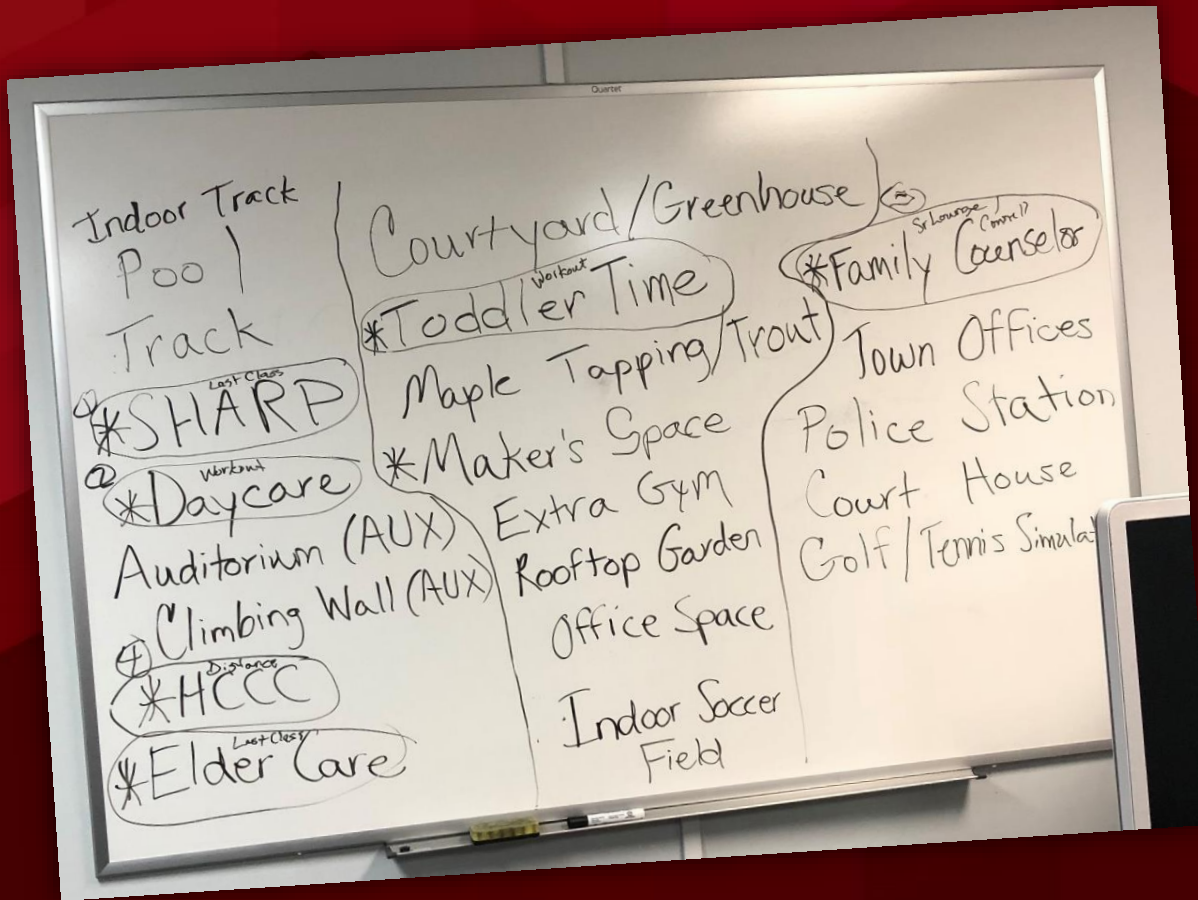 Quartet
Indoor Track
Pool
Track
Last Class
*SHARP
2
Workout
*Daycare
Auditorium (AUX)
Climbing Wall (AUX)
4
Distance
*HCCC
Last Class
*Elder Care
Courtyard/Greenhouse
Workout
*Toddler Time
Maple Tapping/Trout
*Maker's Space
Extra Gym
Rooftop Garden
Office Space
Indoor Soccer
Field
Sr Lounge /
*Family Counselor
Town Offices
Police Station
Court House
Golf/Tennis Simulat